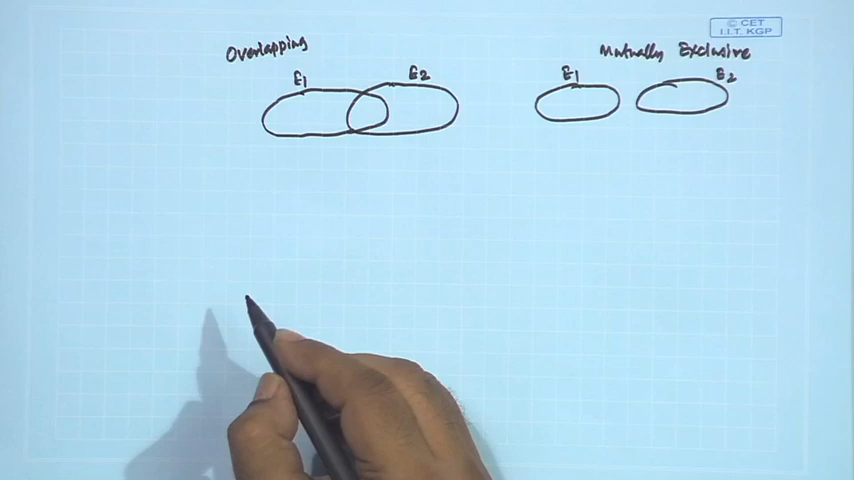 © CET
I.I.T. KGP
Overlapping
Mutually Exclusive
E1
E2
E1
E2